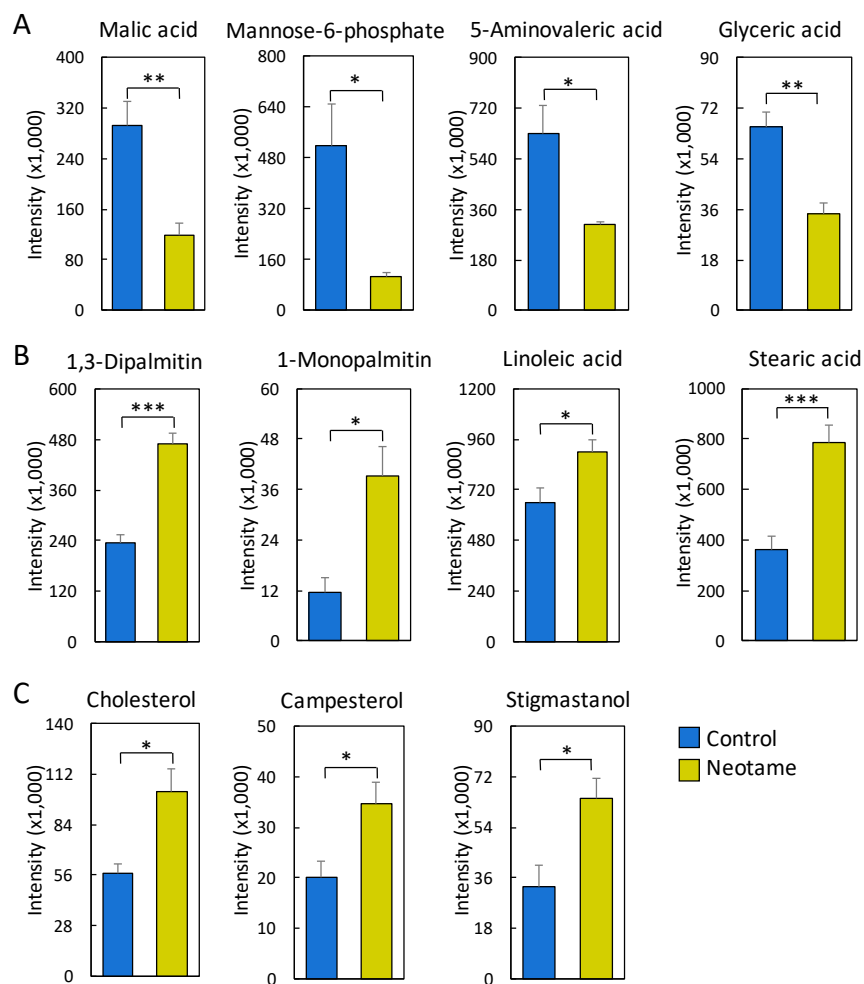 A
Malic acid
Mannose-6-phosphate
5-Aminovaleric acid
Glyceric acid
Intensity (x1,000)
400
320
240
160
80
0
**
800
640
480
320
160
0
*
Intensity (x1,000)
900
720
540
360
180
0
*
Intensity (x1,000)
90
72
54
36
18
0
**
B
1,3-Dipalmitin
1-Monopalmitin
Linoleic acid
Stearic acid
Intensity (x1,000)
600
480
360
240
120
0
***
Intensity (x1,000)
60
48
36
24
12
0
*
Intensity (x1,000)
1200
960
720
480
240
0
*
Intensity (x1,000)
1000
800
600
400
200
0
***
C
Cholesterol
Campesterol
Stigmastanol
Intensity (x1,000)
140
112
84
56
28
0
*
Intensity (x1,000)
50
40
30
20
10
0
*
Intensity (x1,000)
90
72
54
36
18
0
*
Control
Neotame